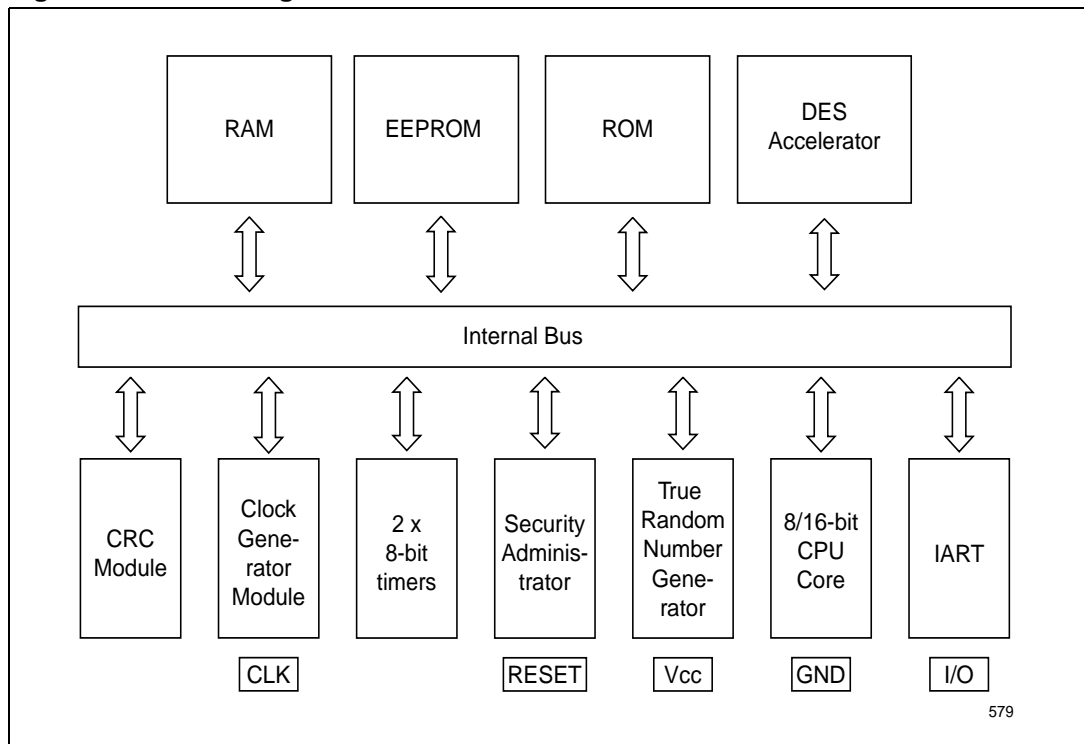 RAM
EEPROM
ROM
DES
Accelerator
Internal Bus
CRC
Module
Clock
Gene-
rator
Module
2 x
8-bit
timers
Security
Adminis-
trator
True
Random
Number
Gene-
rator
8/16-bit
CPU
Core
IART
CLK
RESET
Vcc
GND
I/O
579